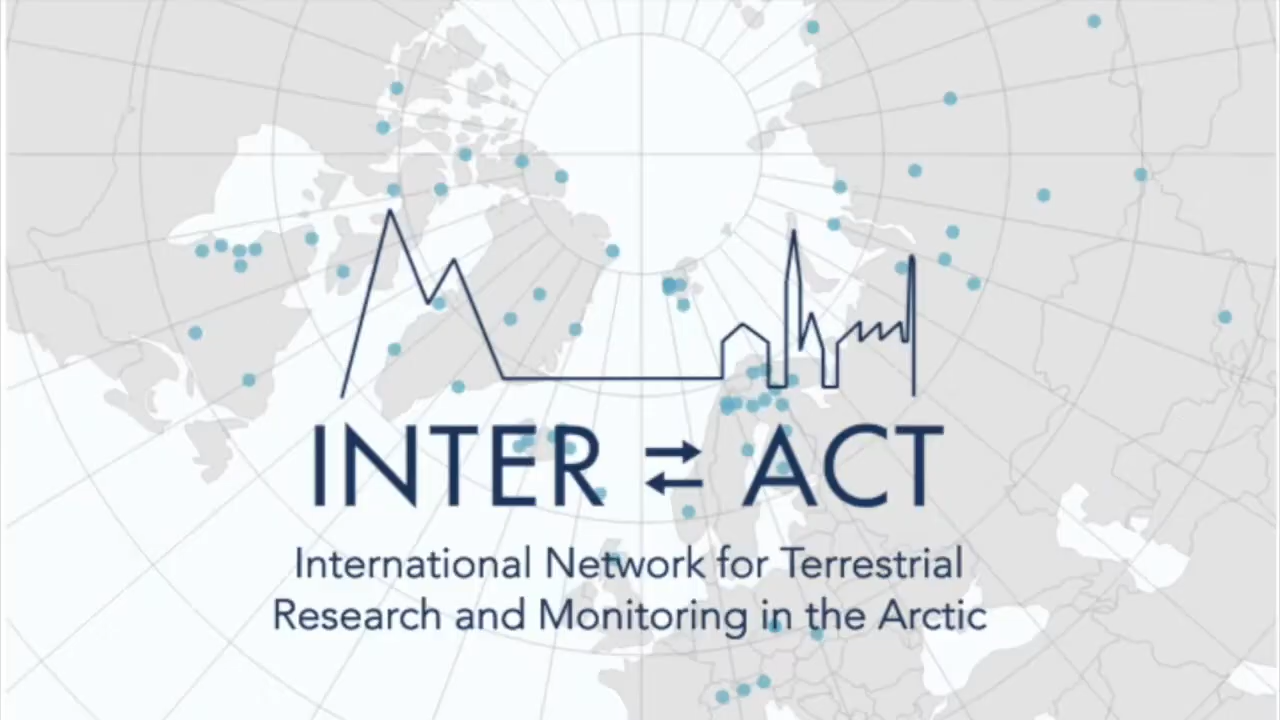 INTER ⇄ ACT
International Network for Terrestrial
Research and Monitoring in the Arctic